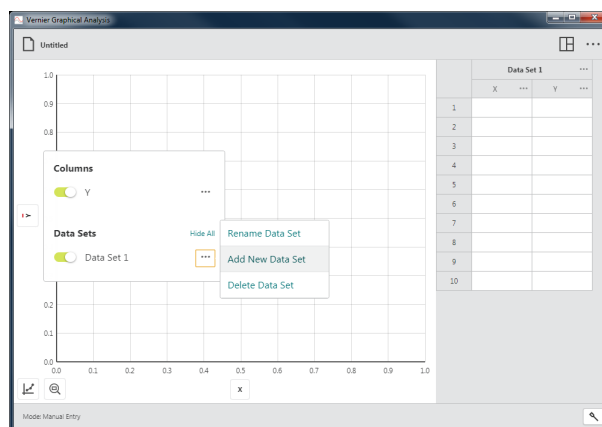 Vernier Graphical Analysis
Untitled
1.0
0.9
0.8
Columns
Y
Y
Data Sets Hide All
Data Set 1
Rename Data Set
Add New Data Set
Delete Data Set
0.2
0.1
0.0
0.0 0.1 0.2 0.3 0.4 0.5 0.6 0.7 0.8 0.9 1.0
X
Data Set 1
X Y
1
2
3
4
5
6
7
8
9
10
Mode: Manual Entry